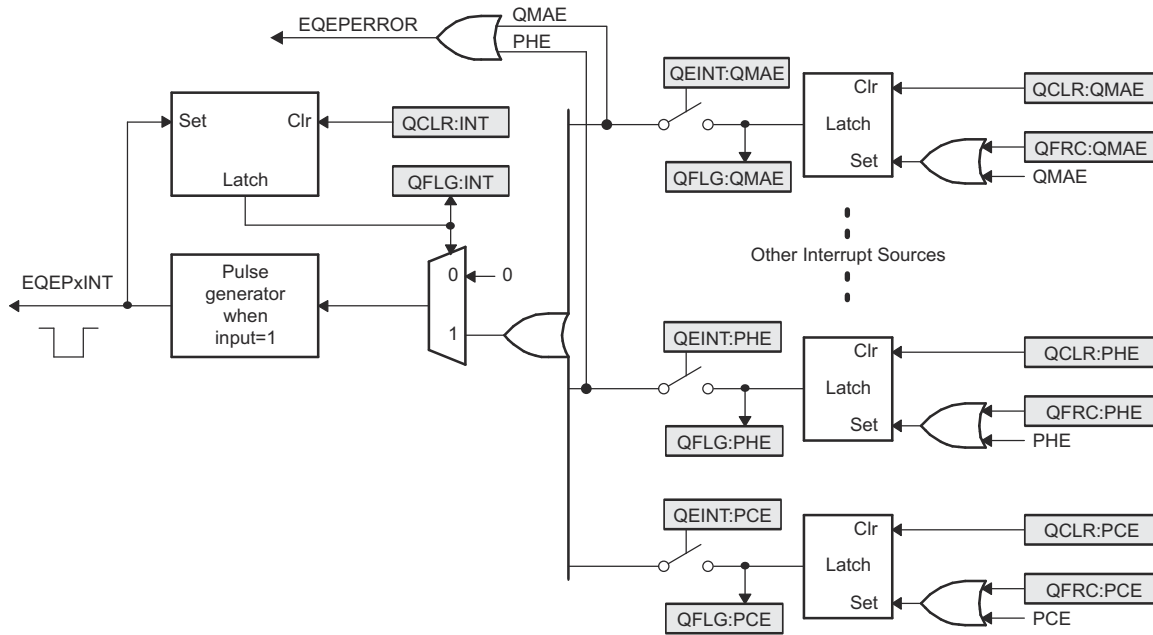 EQEPERROR
QMAE
PHE
QEINT:QMAE
Clr
QCLR:QMAE
Set
Clr
QCLR:INT
Latch
QFRC:QMAE
Latch
QFLG:INT
QFLG:QMAE
Set
QMAE
Other Interrupt Sources
EQEPxINT
Pulse
generator
when
input=1
0
0
1
QEINT:PHE
Clr
QCLR:PHE
Latch
QFRC:PHE
Set
QFLG:PHE
PHE
QEINT:PCE
Clr
QCLR:PCE
Latch
QFRC:PCE
Set
QFLG:PCE
PCE